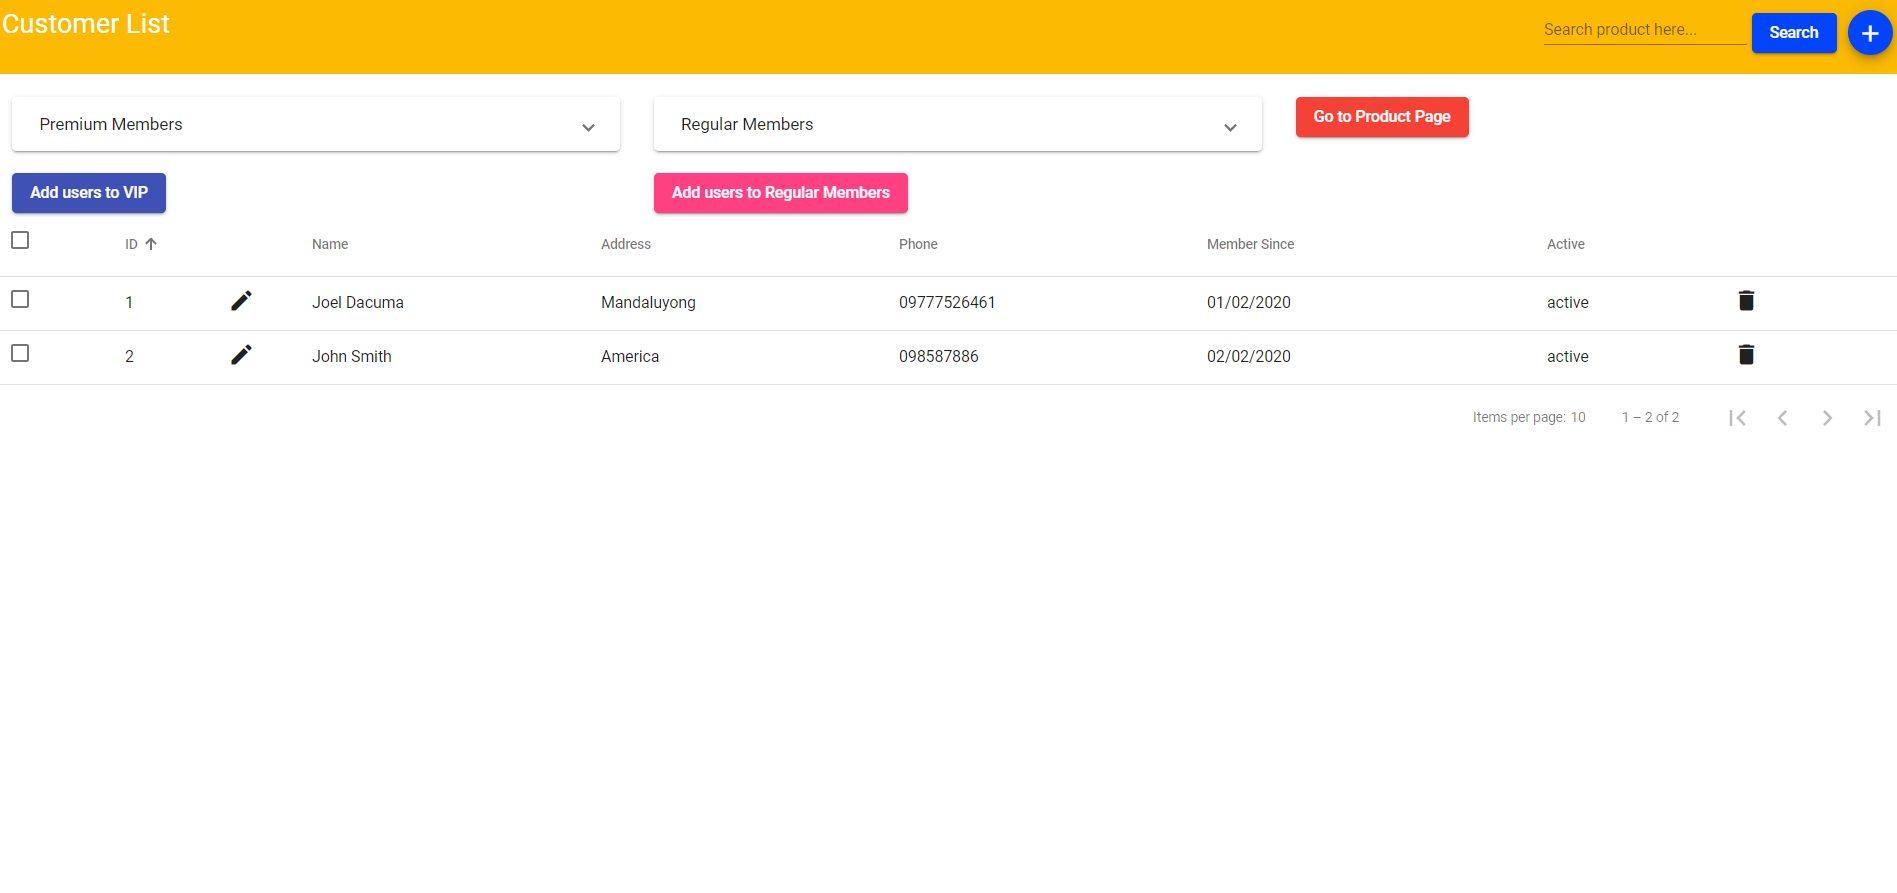 Customer List
Search product here...
Search
Premium Members
Regular Members
Go to Product Page
Add users to VIP
Add users to Regular Members
ID Name Address Phone Member Since Active
1 Joel Dacuma Mandaluyong 09777526461 01/02/2020 active
2 John Smith America 098587886 02/02/2020 active
Items per page: 10 1 – 2 of 2